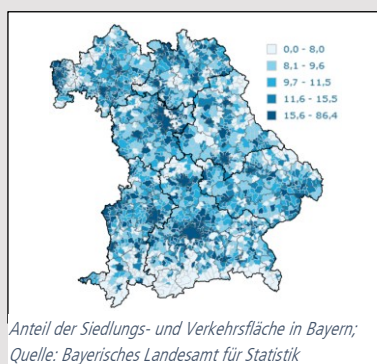 0.0 - 8.0
8.1 - 9.6
9.7 - 11.5
11.6 - 15.5
15.6 - 86.4
Anteil der Siedlungs- und Verkehrsfläche in Bayern;
Quelle: Bayerisches Landesamt für Statistik